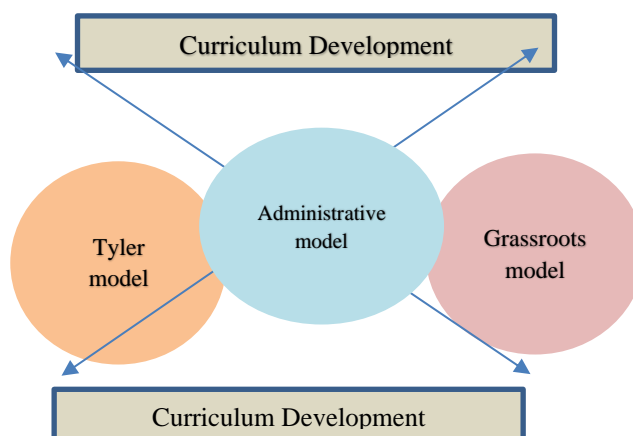 Curriculum Development
Tyler
model
Administrative
model
Grassroots
model
Curriculum Development